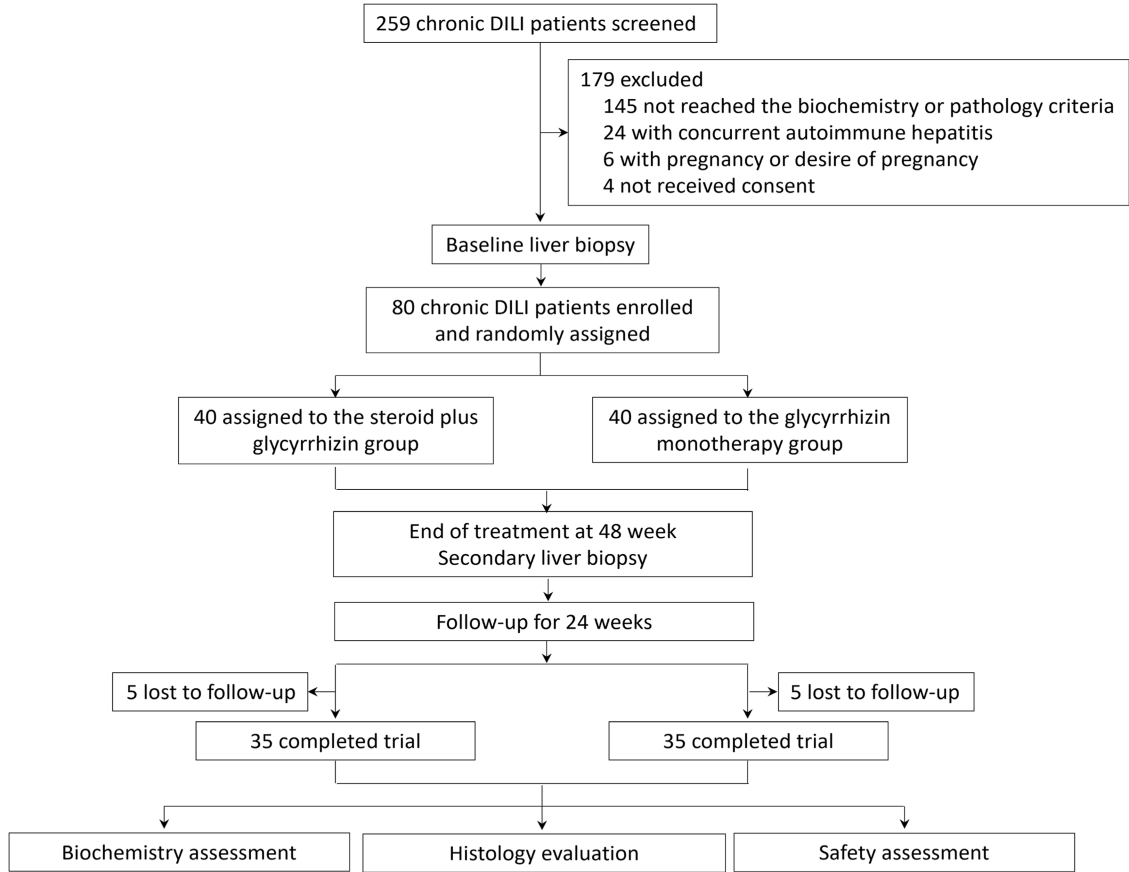 259 chronic DILI patients screened
179 excluded
145 not reached the biochemistry or pathology criteria
24 with concurrent autoimmune hepatitis
6 with pregnancy or desire of pregnancy
4 not received consent
Baseline liver biopsy
80 chronic DILI patients enrolled
and randomly assigned
40 assigned to the steroid plus
glycyrrhizin group
40 assigned to the glycyrrhizin
monotherapy group
End of treatment at 48 week
Secondary liver biopsy
Follow-up for 24 weeks
5 lost to follow-up
5 lost to follow-up
35 completed trial
35 completed trial
Biochemistry assessment
Histology evaluation
Safety assessment